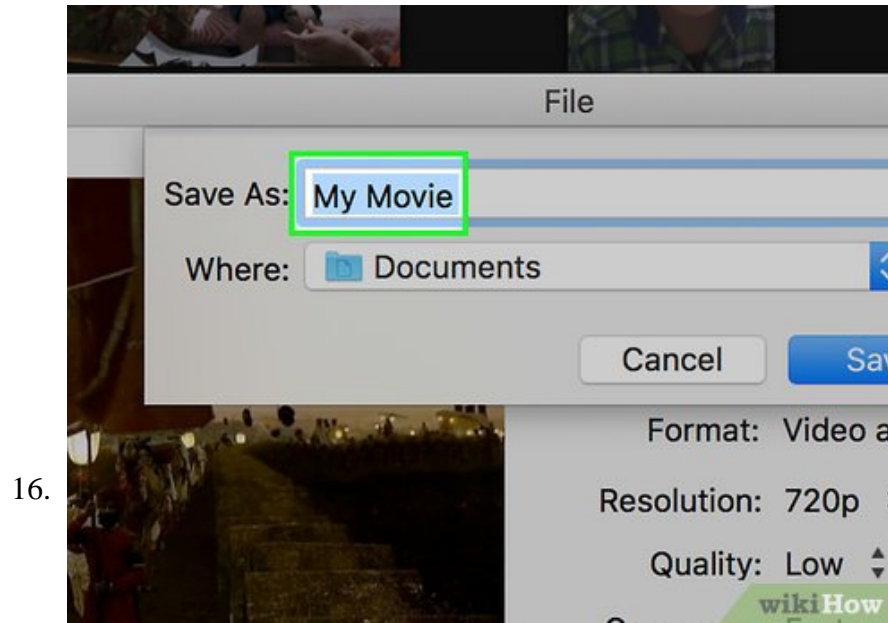 File
Save As: My Movie
Where: Documents
Cancel
Format: Video
16.
Resolution: 720p
Quality: Low
wikiHow